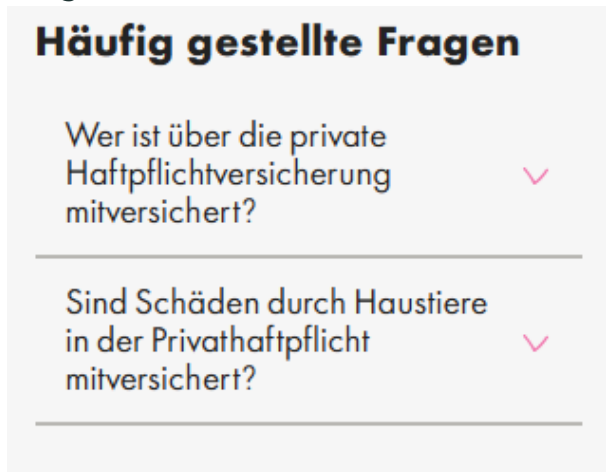 Häufig gestellte Fragen
Wer ist über die private
Haftpflichtversicherung
mitversichert?
Sind Schäden durch Haustiere
in der Privathaftpflicht
mitversichert?